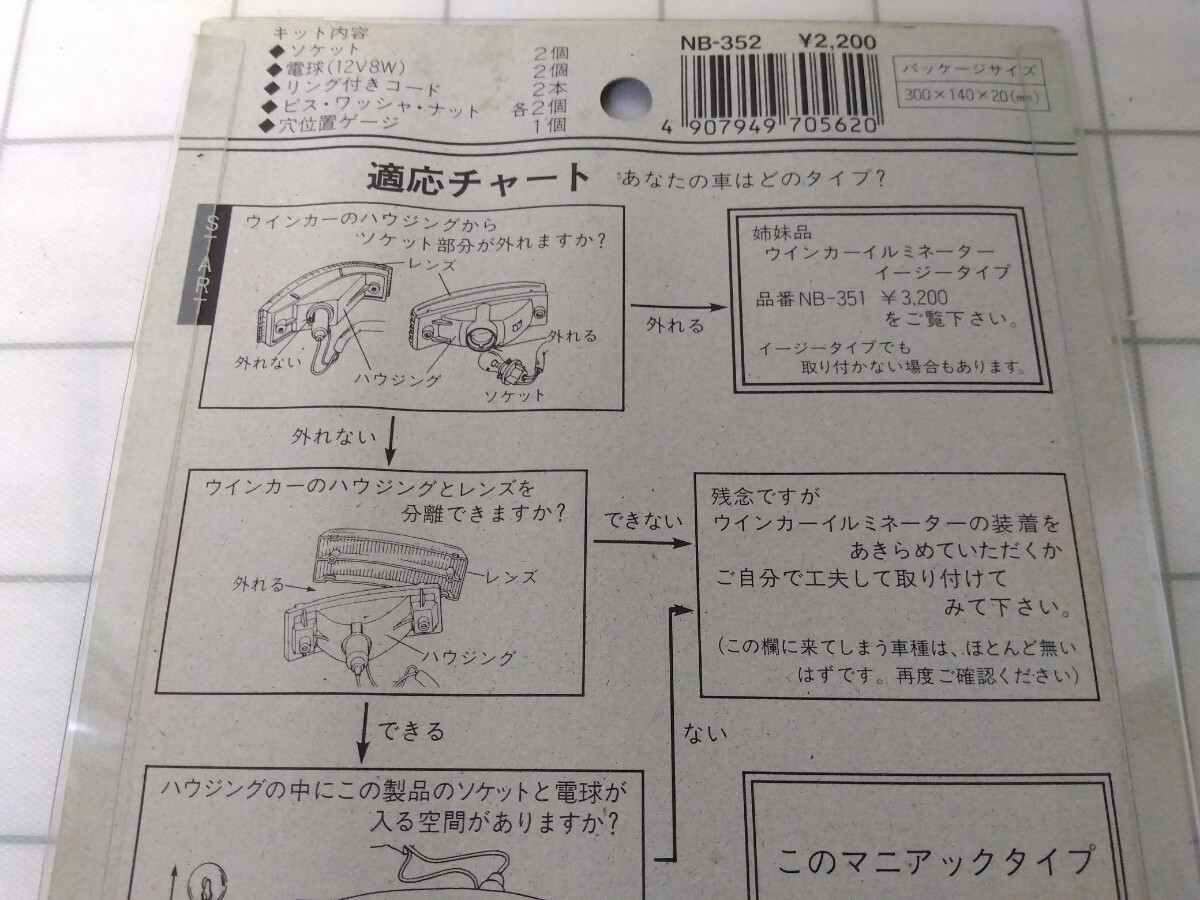 キット内容
◆ソケット 2個
◆電球(12V8W) 2個
◆リング付きコード 2本
◆ビス・ワッシャ・ナット 各2個
◆穴位置ゲージ 1個
NB-352 ¥2,200
4 907949 705620
パッケージサイズ
300×140×20(mm)
適応チャート あなたの車はどのタイプ?
START
ウインカーのハウジングから
ソケット部分が外れますか?
レンズ
外れない
ハウジング
外れる
ソケット
外れる
姉妹品
ウインカーイルミネーター
イージータイプ
品番NB-351 ¥3,200
をご覧下さい。
イージータイプでも
取り付かない場合もあります。
外れない
ウインカーのハウジングとレンズを
分離できますか?
外れる
レンズ
ハウジング
できない
残念ですが
ウインカーイルミネーターの装着を
あきらめていただくか
ご自分で工夫して取り付けて
みて下さい。
(この欄に来てしまう車種は、ほとんど無い
はずです。再度ご確認ください)
できる
ない
ハウジングの中にこの製品のソケットと電球が
入る空間がありますか?
このマニアックタイプ